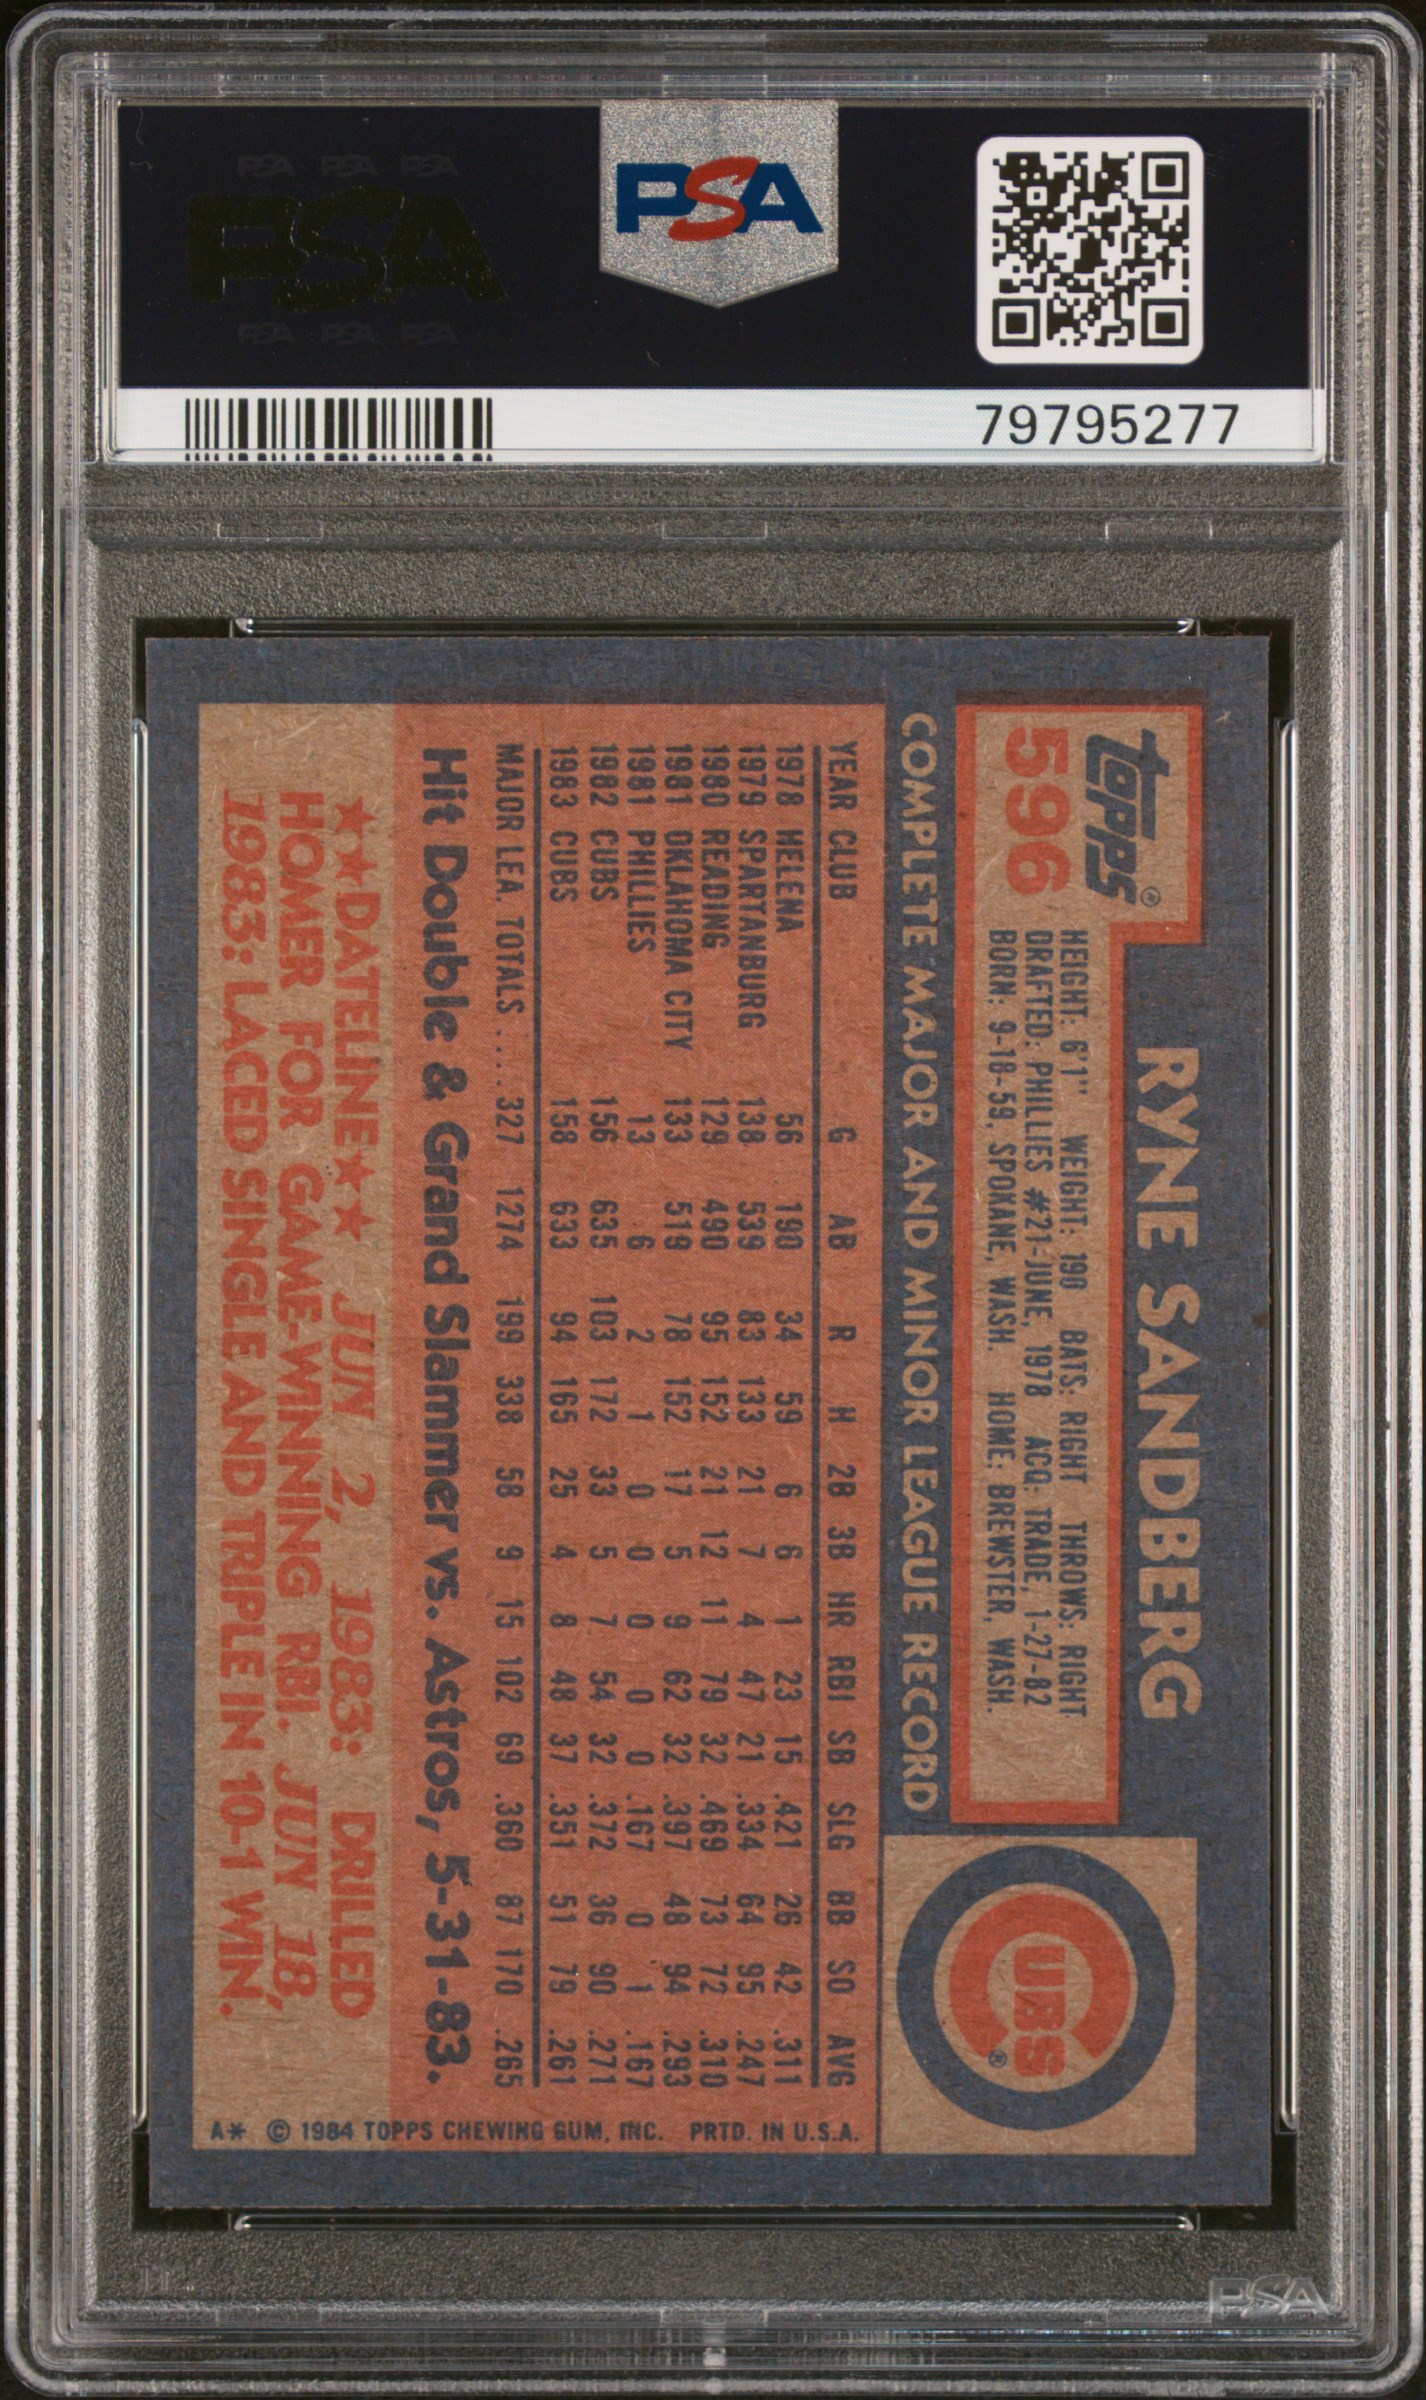 PSA PSA PSA
PSA
PSA PSA PSA
PSA
79795277
topps®
596
RYNE SANDBERG
HEIGHT: 6'1" WEIGHT: 190 BATS: RIGHT THROWS: RIGHT
DRAFTED: PHILLIES #21-JUNE, 1978 ACQ: TRADE, 1-27-82
BORN: 9-18-59, SPOKANE, WASH. HOME: BREWSTER, WASH.
CUBS®
COMPLETE MAJOR AND MINOR LEAGUE RECORD
YEAR CLUB G AB R H 2B 3B HR RBI SB SLG BB SO AVG
1978 HELENA 56 190 34 59 6 6 1 23 15 .421 26 42 .311
1979 SPARTANBURG 138 539 83 133 21 7 4 47 21 .334 64 95 .247
1980 READING 129 490 95 152 21 12 11 79 32 .469 73 72 .310
1981 OKLAHOMA CITY 133 519 78 152 17 5 9 62 32 .397 48 94 .293
1981 PHILLIES 13 6 2 1 0 0 0 0 0 .167 0 1 .167
1982 CUBS 156 635 103 172 33 5 7 54 32 .372 36 90 .271
1983 CUBS 158 633 94 165 25 4 8 48 37 .351 51 79 .261
MAJOR LEA. TOTALS ....327 1274 199 338 58 9 15 102 69 .360 87 170 .265
Hit Double & Grand Slammer vs. Astros, 5-31-83.
★★DATELINE★★ JUN 2, 1983: DRILLED
HOMER FOR GAME-WINNING RBI. JUN 18,
1983: LACED SINGLE AND TRIPLE IN 10-1 WIN.
A* © 1984 TOPPS CHEWING GUM, INC. PRTD. IN U.S.A.
PSA